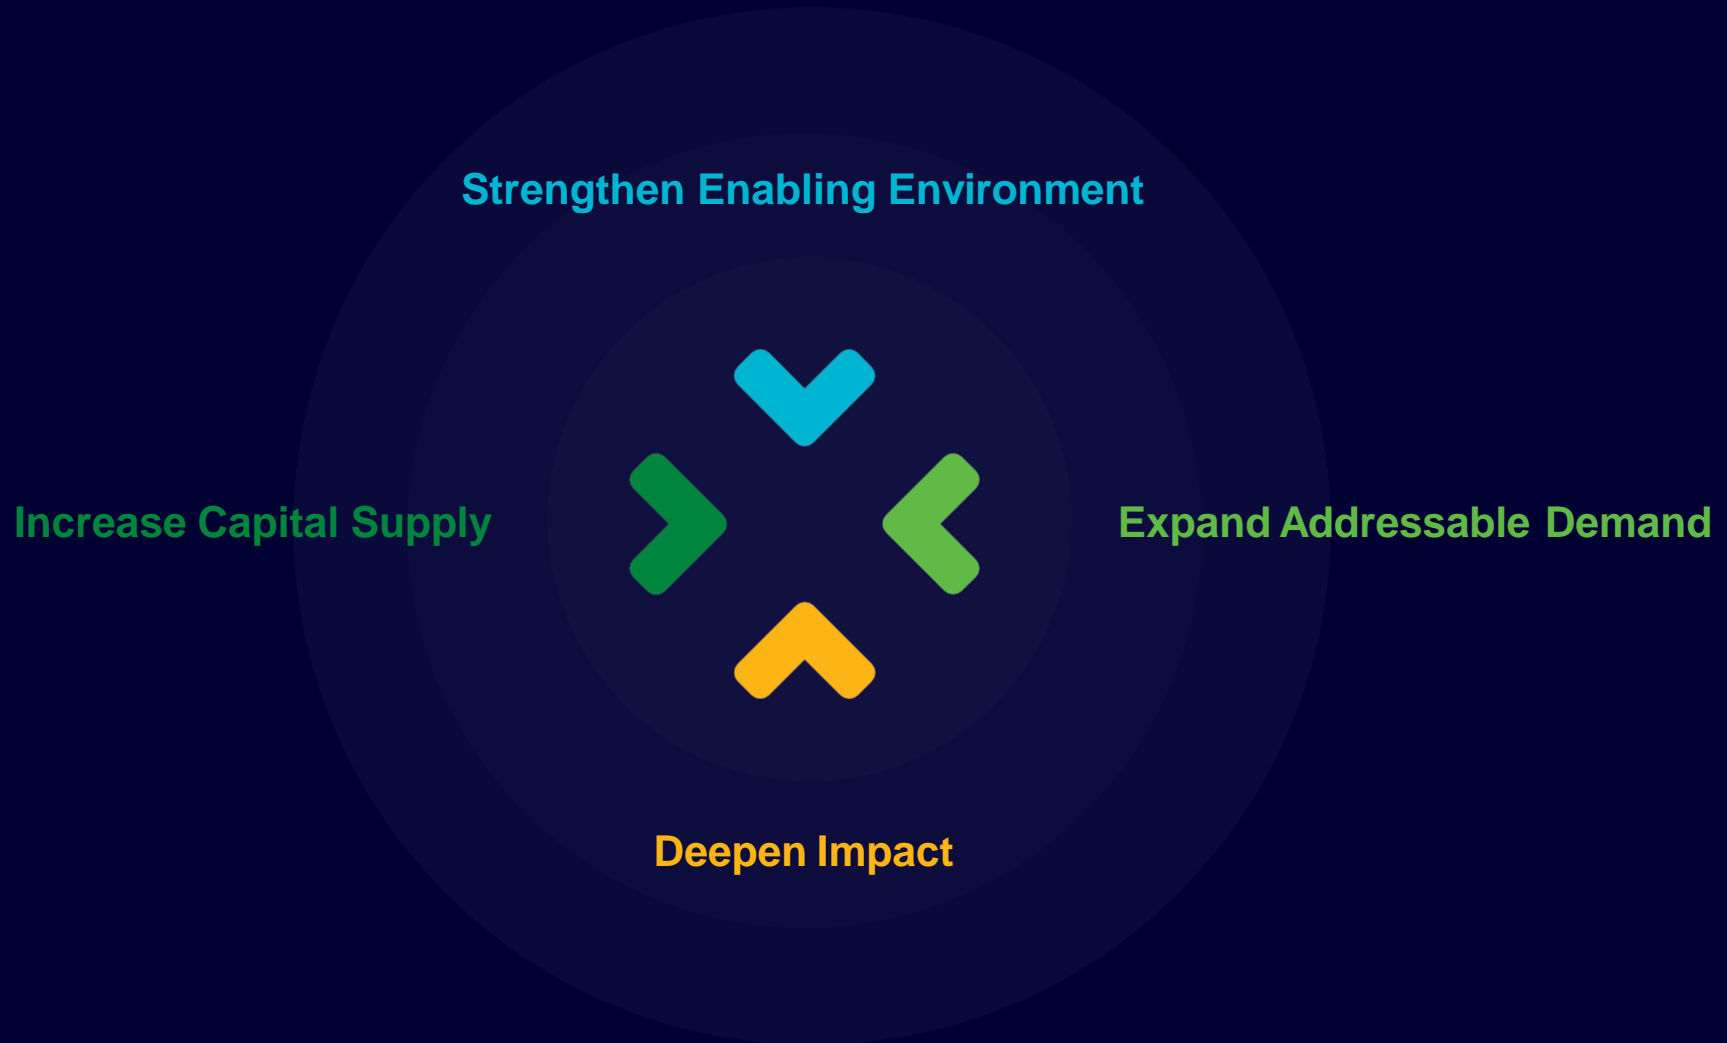 Strengthen Enabling Environment
Increase Capital Supply
Expand Addressable Demand
Deepen Impact